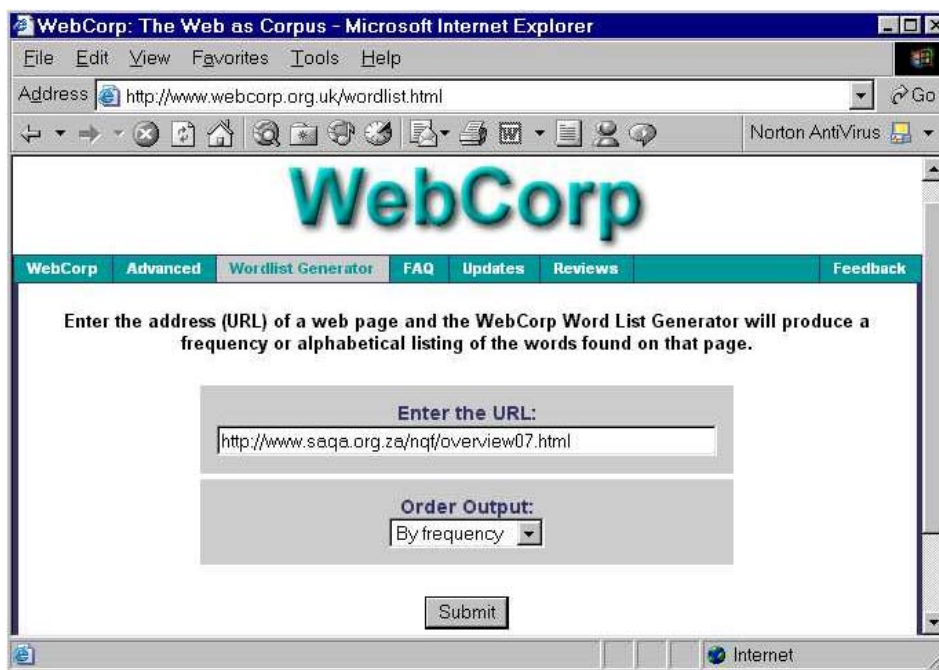 WebCorp: The Web as Corpus - Microsoft Internet Explorer
File Edit View Favorites Tools Help
Address http://www.webcorp.org.uk/wordlist.html Go
Norton AntiVirus
WebCorp
WebCorp Advanced Wordlist Generator FAQ Updates Reviews Feedback
Enter the address (URL) of a web page and the WebCorp Word List Generator will produce a
frequency or alphabetical listing of the words found on that page.
Enter the URL:
http://www.saqa.org.za/nqf/overview07.html
Order Output:
By frequency
Submit
Internet